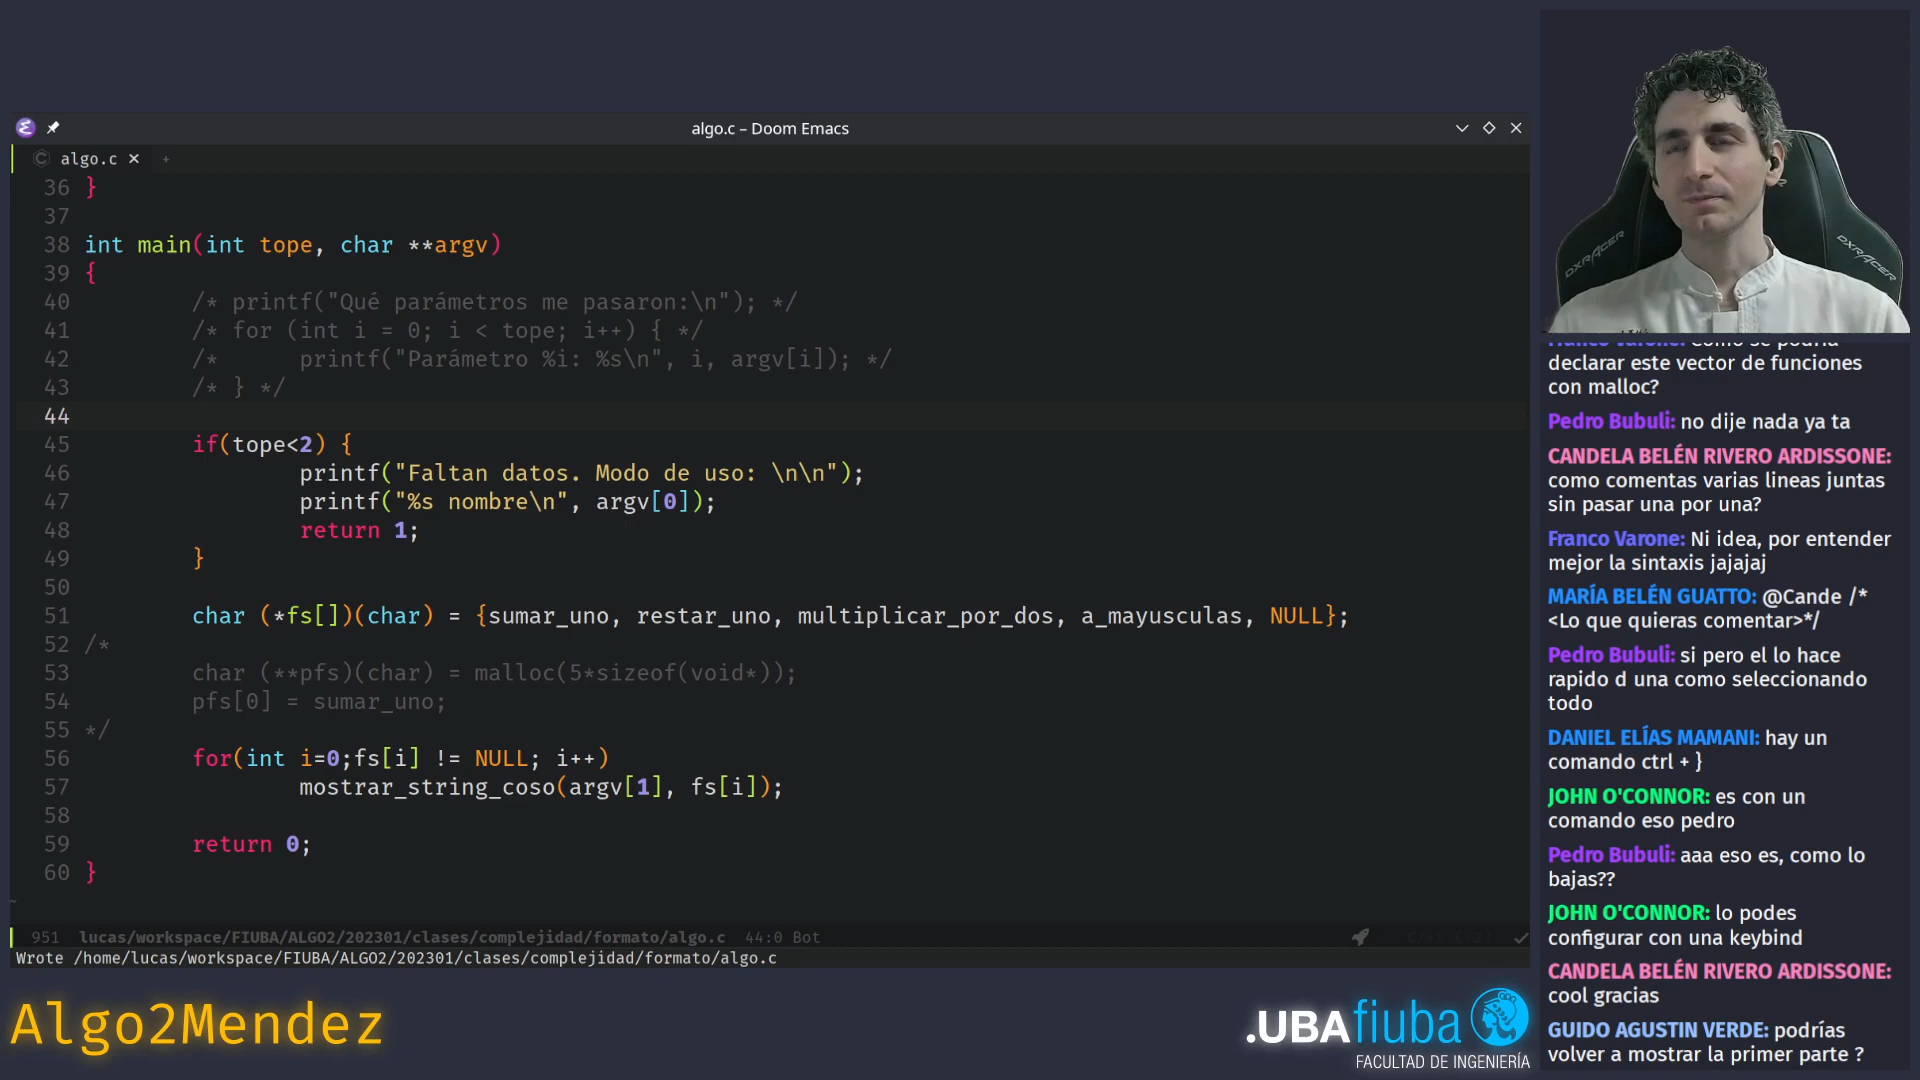 algo.c – Doom Emacs
algo.c × +
36 }
37
38 int main(int tope, char **argv)
39 {
40 /* printf("Qué parámetros me pasaron:\n"); */
41 /* for (int i = 0; i < tope; i++) { */
42 /* printf("Parámetro %i: %s\n", i, argv[i]); */
43 /* } */
44
45 if(tope<2) {
46 printf("Faltan datos. Modo de uso: \n\n");
47 printf("%s nombre\n", argv[0]);
48 return 1;
49 }
50
51 char (*fs[])(char) = {sumar_uno, restar_uno, multiplicar_por_dos, a_mayusculas, NULL};
52 /*
53 char (**pfs)(char) = malloc(5*sizeof(void*));
54 pfs[0] = sumar_uno;
55 */
56 for(int i=0;fs[i] != NULL; i++)
57 mostrar_string_coso(argv[1], fs[i]);
58
59 return 0;
60 }
~
951 lucas/workspace/FIUBA/ALGO2/202301/clases/complejidad/formato/algo.c 44:0 Bot
Wrote /home/lucas/workspace/FIUBA/ALGO2/202301/clases/complejidad/formato/algo.c
Algo2Mendez
.UBAfiuba
FACULTAD DE INGENIERÍA
DXRACER
DXRACER
Franco Varone: Como se podría
declarar este vector de funciones
con malloc?
Pedro Bubuli: no dije nada ya ta
CANDELA BELÉN RIVERO ARDISSONE:
como comentas varias lineas juntas
sin pasar una por una?
Franco Varone: Ni idea, por entender
mejor la sintaxis jajajaj
MARÍA BELÉN GUATTO: @Cande /*
<Lo que quieras comentar>*/
Pedro Bubuli: si pero el lo hace
rapido d una como seleccionando
todo
DANIEL ELÍAS MAMANI: hay un
comando ctrl + }
JOHN O'CONNOR: es con un
comando eso pedro
Pedro Bubuli: aaa eso es, como lo
bajas??
JOHN O'CONNOR: lo podes
configurar con una keybind
CANDELA BELÉN RIVERO ARDISSONE:
cool gracias
GUIDO AGUSTIN VERDE: podrías
volver a mostrar la primer parte ?